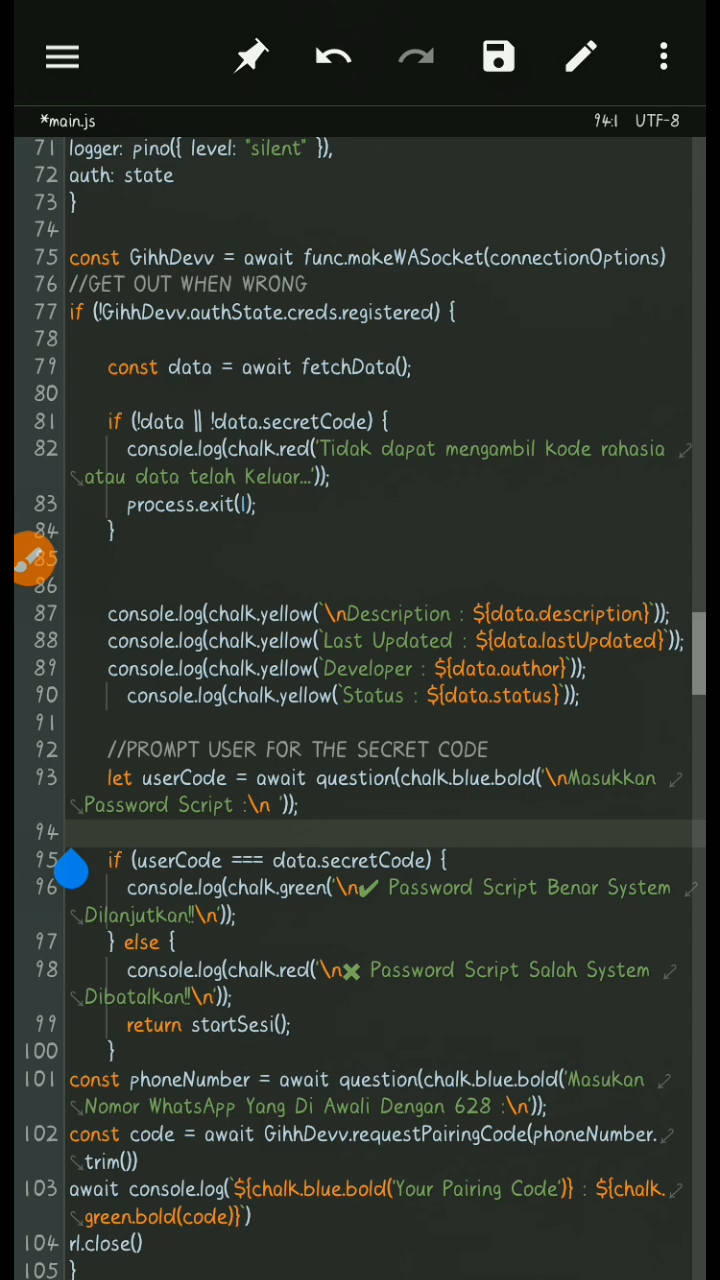 *main.js 94:1 UTF-8
71 logger: pino({ level: "silent" }),
72 auth: state
73 }
74
75 const GihhDevv = await func.makeWASocket(connectionOptions)
76 //GET OUT WHEN WRONG
77 if (!GihhDevv.authState.creds.registered) {
78
79 const data = await fetchData();
80
81 if (!data || !data.secretCode) {
82 console.log(chalk.red('Tidak dapat mengambil kode rahasia
atau data telah Keluar...'));
83 process.exit(1);
84 }
85
86
87 console.log(chalk.yellow(`\nDescription : ${data.description}`));
88 console.log(chalk.yellow(`Last Updated : ${data.lastUpdated}`));
89 console.log(chalk.yellow(`Developer : ${data.author}`));
90 console.log(chalk.yellow(`Status : ${data.status}`));
91
92 //PROMPT USER FOR THE SECRET CODE
93 let userCode = await question(chalk.blue.bold('\nMasukkan
Password Script :\n '));
94
95 if (userCode === data.secretCode) {
96 console.log(chalk.green('\n✔ Password Script Benar System
Dilanjutkan!!\n'));
97 } else {
98 console.log(chalk.red('\n✖ Password Script Salah System
Dibatalkan!!\n'));
99 return startSesi();
100 }
101 const phoneNumber = await question(chalk.blue.bold('Masukan
Nomor WhatsApp Yang Di Awali Dengan 628 :\n'));
102 const code = await GihhDevv.requestPairingCode(phoneNumber.
trim())
103 await console.log(`${chalk.blue.bold('Your Pairing Code')} : ${chalk.
green.bold(code)}`)
104 rl.close()
105 }